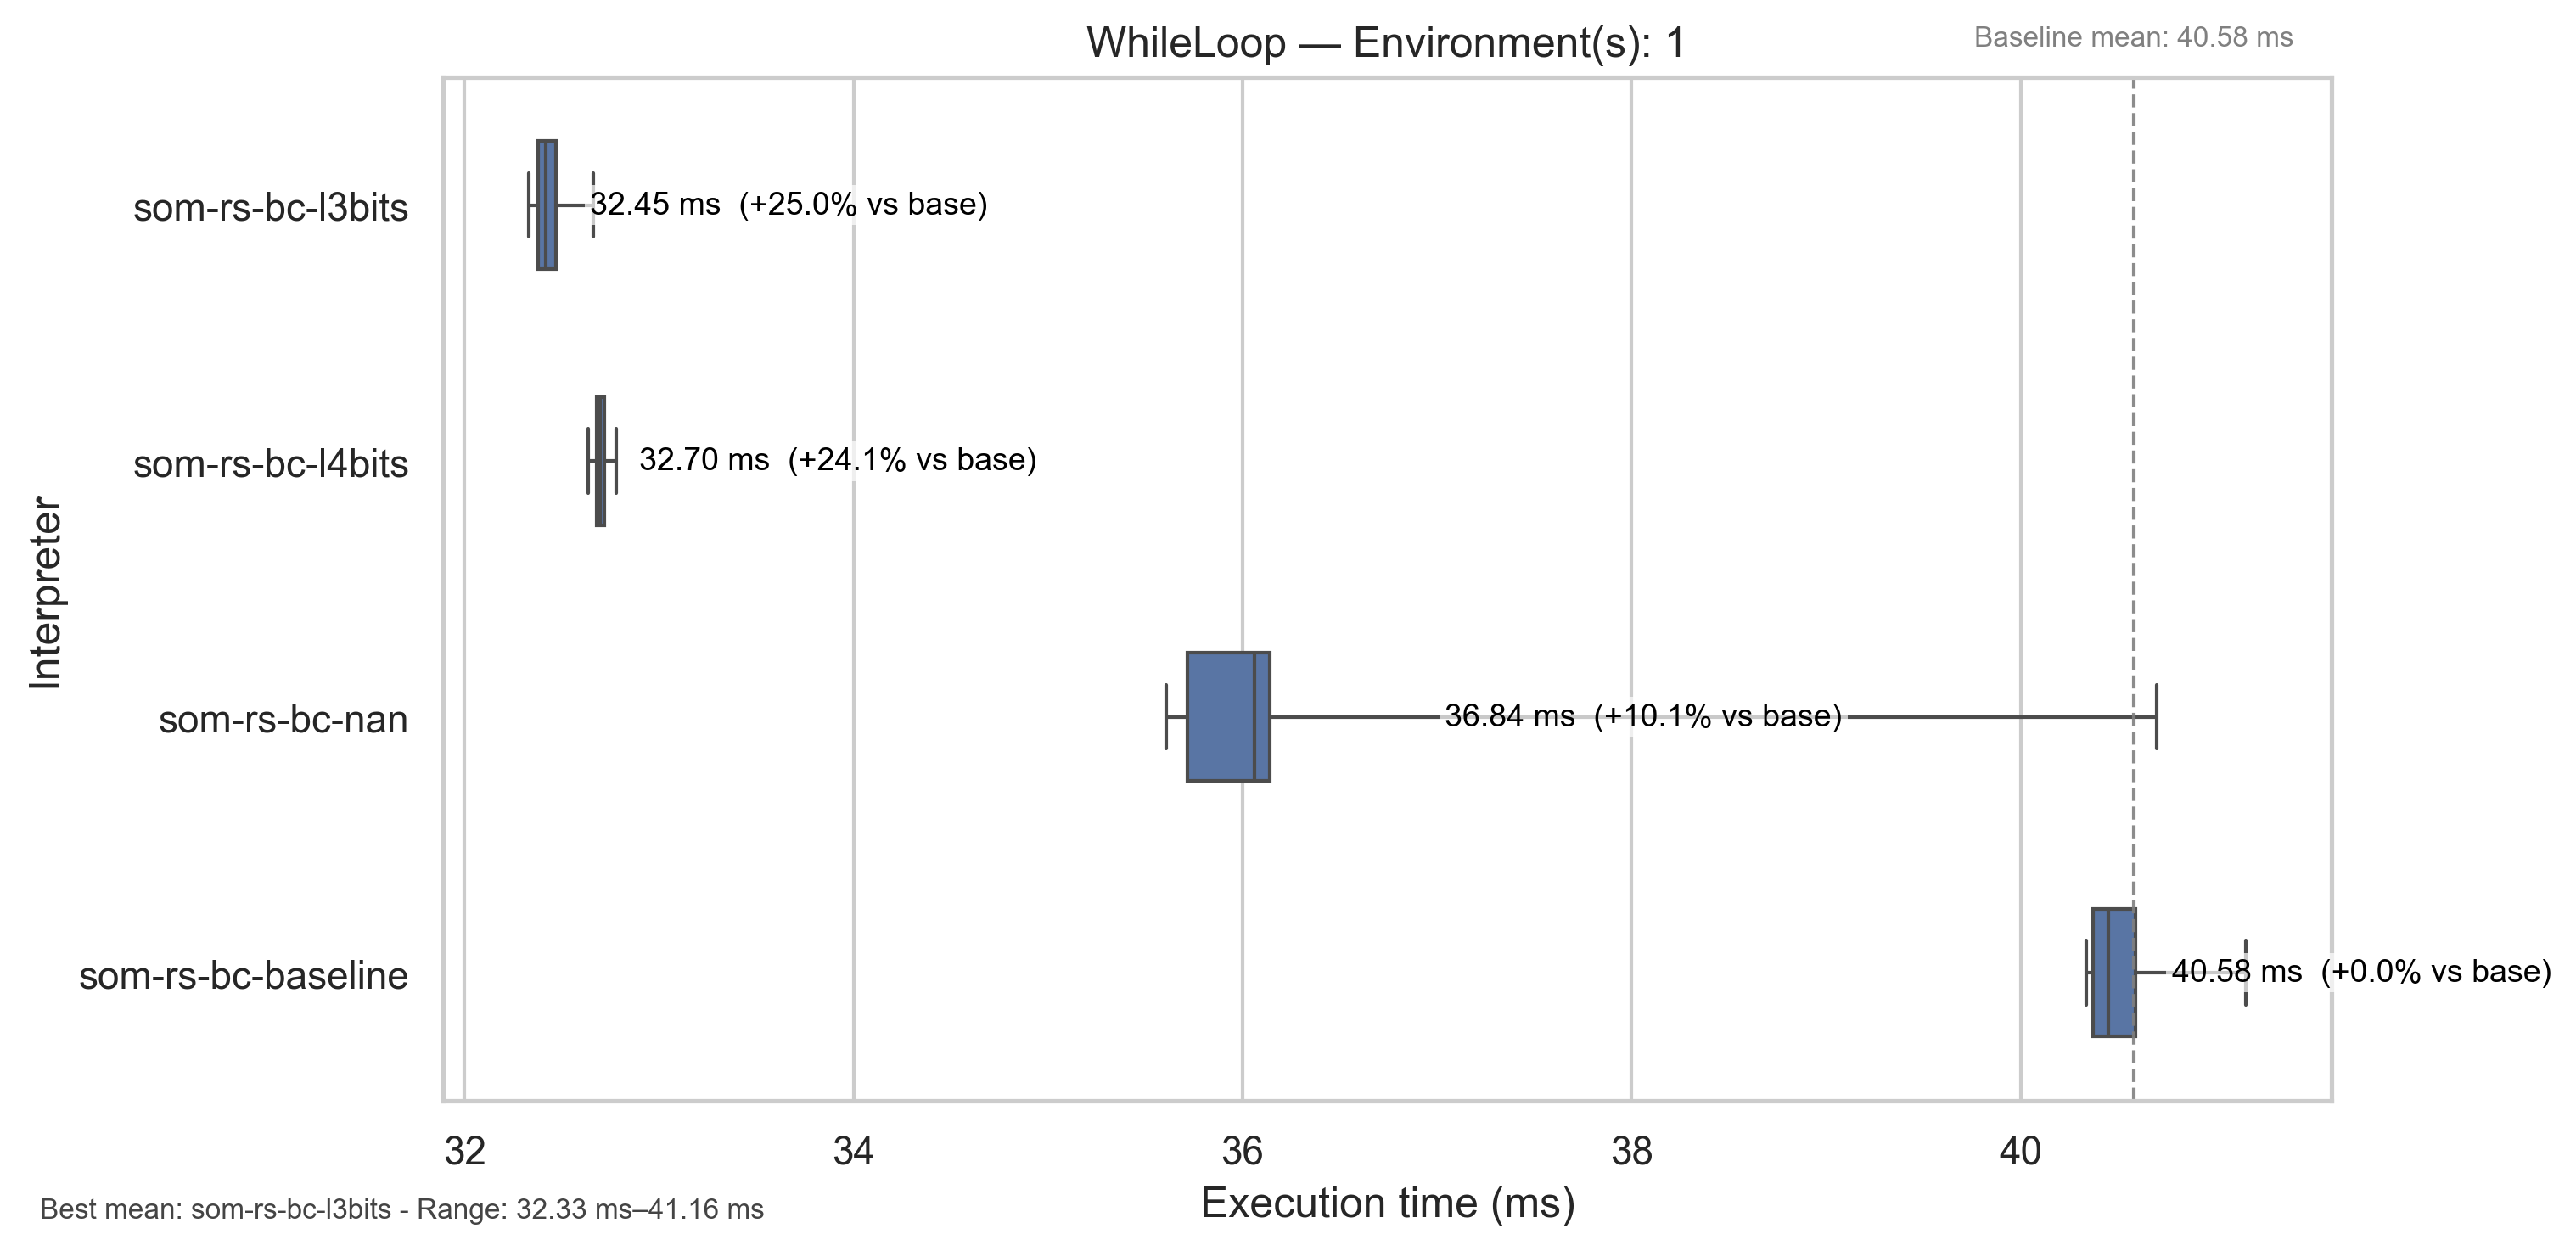 WhileLoop — Environment(s): 1
Baseline mean: 40.58 ms
som-rs-bc-l3bits
32.45 ms  (+25.0% vs base)
som-rs-bc-l4bits
32.70 ms  (+24.1% vs base)
Interpreter
som-rs-bc-nan
36.84 ms  (+10.1% vs base)
som-rs-bc-baseline
40.58 ms  (+0.0% vs base)
32 34 36 38 40
Execution time (ms)
Best mean: som-rs-bc-l3bits - Range: 32.33 ms–41.16 ms